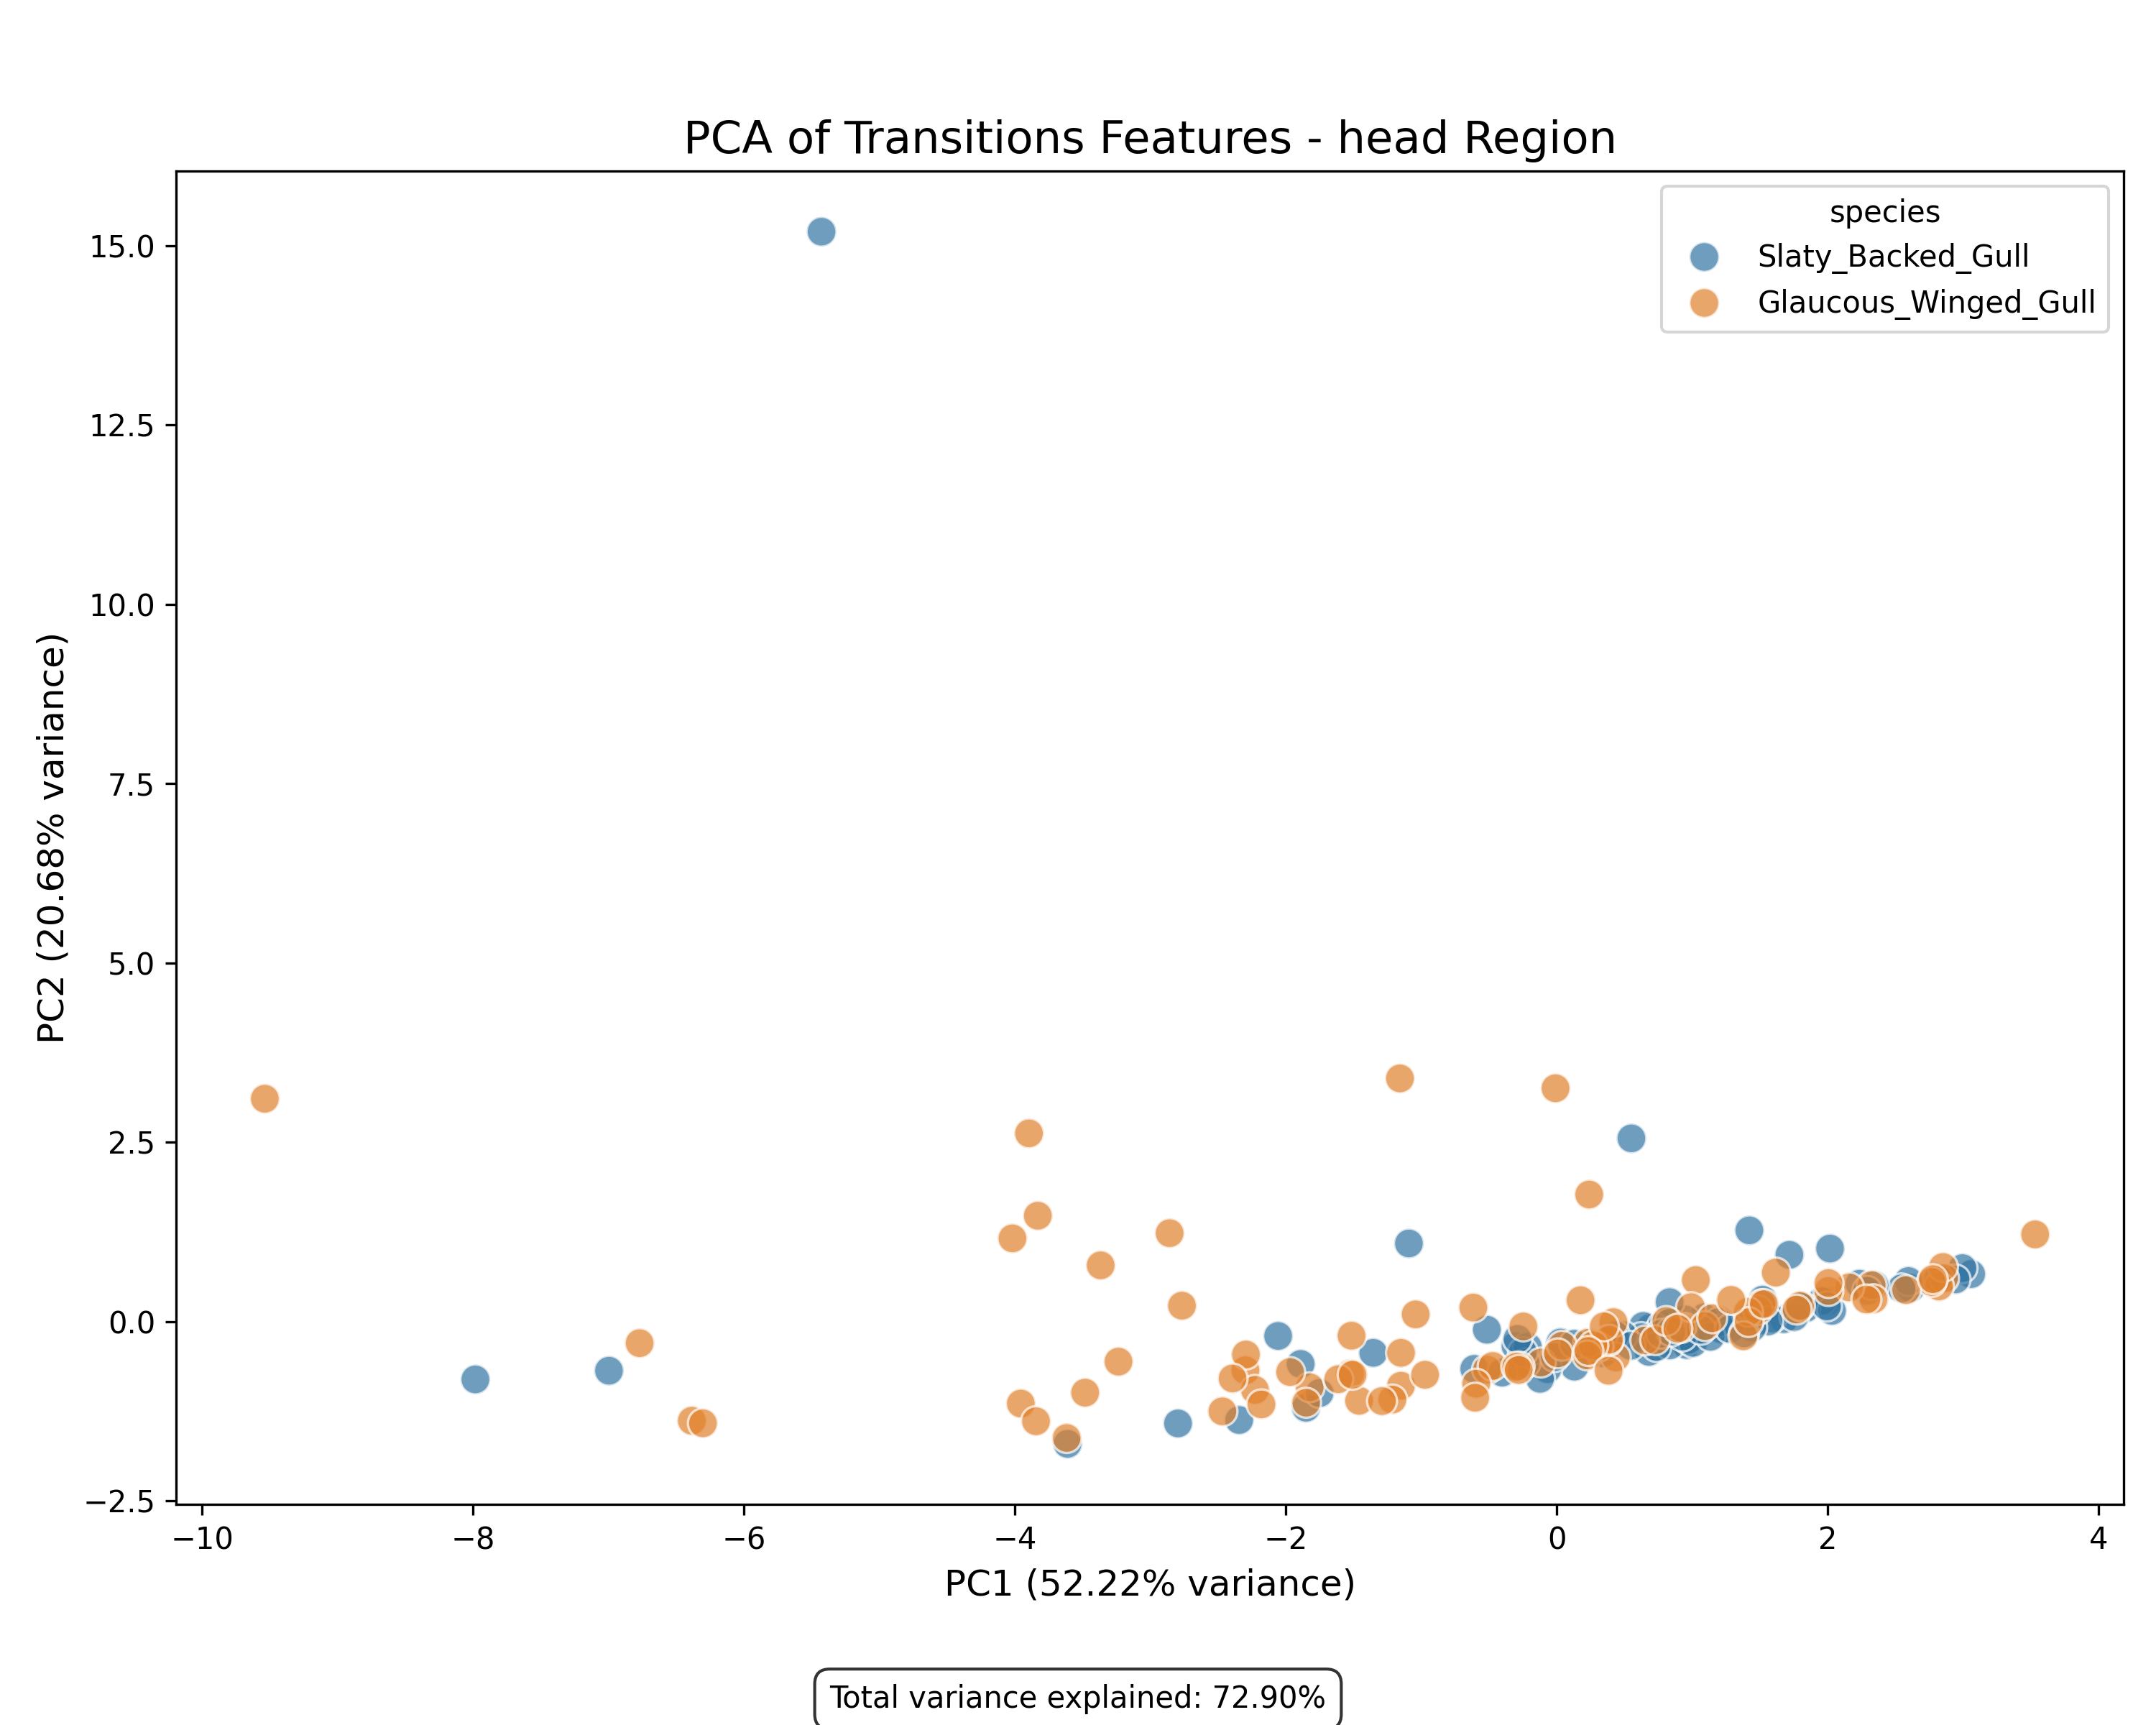 PCA of Transitions Features - head Region
species
Slaty_Backed_Gull
Glaucous_Winged_Gull
15.0
12.5
10.0
7.5
5.0
2.5
0.0
−2.5
PC2 (20.68% variance)
−10
−8
−6
−4
−2
0
2
4
PC1 (52.22% variance)
Total variance explained: 72.90%